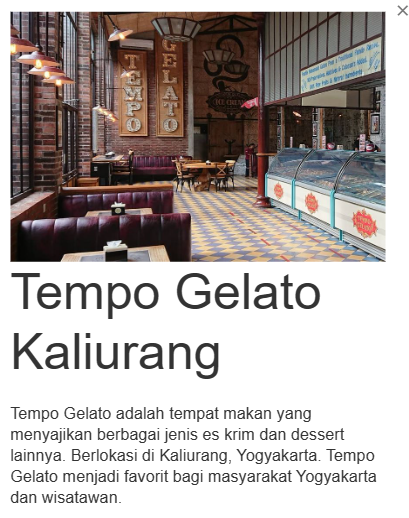 TEMPO
GELATO
Tempo Gelato
Kaliurang
Tempo Gelato adalah tempat makan yang
menyajikan berbagai jenis es krim dan dessert
lainnya. Berlokasi di Kaliurang, Yogyakarta. Tempo
Gelato menjadi favorit bagi masyarakat Yogyakarta
dan wisatawan.